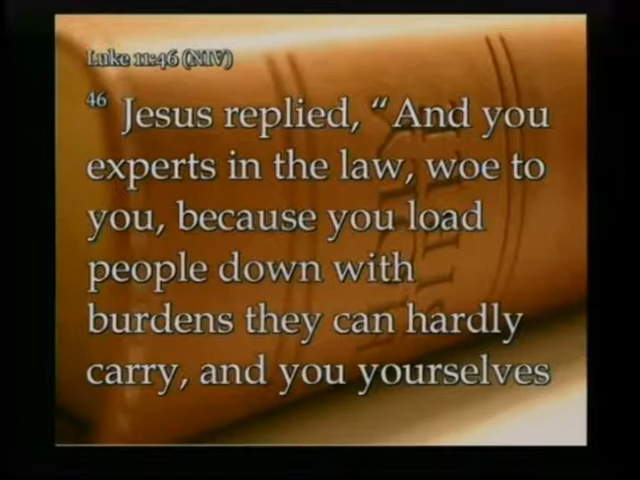 Luke 11:46 (NIV)
46 Jesus replied, “And you
experts in the law, woe to
you, because you load
people down with
burdens they can hardly
carry, and you yourselves